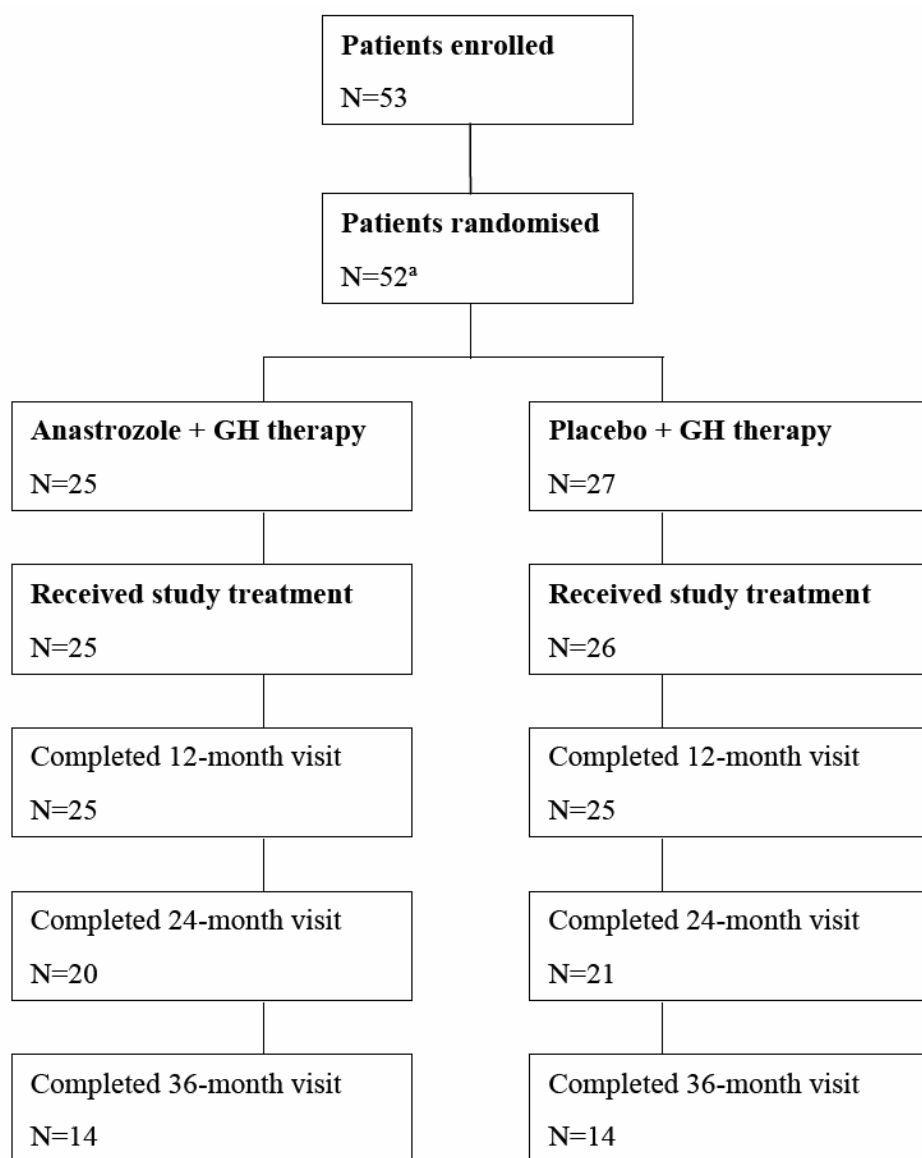 Patients enrolled
N=53
Patients randomised
N=52ª
Anastrozole + GH therapy
N=25
Placebo + GH therapy
N=27
Received study treatment
N=25
Received study treatment
N=26
Completed 12-month visit
N=25
Completed 12-month visit
N=25
Completed 24-month visit
N=20
Completed 24-month visit
N=21
Completed 36-month visit
N=14
Completed 36-month visit
N=14